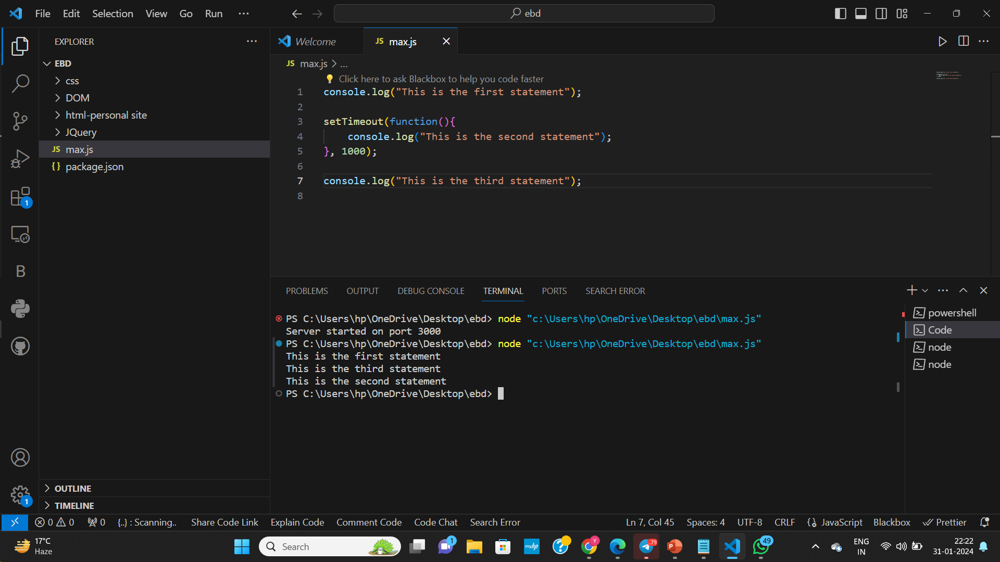 File Edit Selection View Go Run ...
ebd
EXPLORER
EBD
css
DOM
html-personal site
JQuery
JS max.js
{} package.json
OUTLINE
TIMELINE
Welcome
JS max.js
JS max.js > ...
Click here to ask Blackbox to help you code faster
1 console.log("This is the first statement");
2
3 setTimeout(function(){
4 console.log("This is the second statement");
5 }, 1000);
6
7 console.log("This is the third statement");
8
PROBLEMS OUTPUT DEBUG CONSOLE TERMINAL PORTS SEARCH ERROR
PS C:\Users\hp\OneDrive\Desktop\ebd> node "c:\Users\hp\OneDrive\Desktop\ebd\max.js"
Server started on port 3000
PS C:\Users\hp\OneDrive\Desktop\ebd> node "c:\Users\hp\OneDrive\Desktop\ebd\max.js"
This is the first statement
This is the third statement
This is the second statement
PS C:\Users\hp\OneDrive\Desktop\ebd>
powershell
Code
node
node
1
B
1
0 0 0 {..} : Scanning.. Share Code Link Explain Code Comment Code Code Chat Search Error Ln 7, Col 45 Spaces: 4 UTF-8 CRLF JavaScript Blackbox Prettier
17°C
Haze
Search
1
myhp
?
Y
..79
P
49
ENG
IN
22:22
31-01-2024